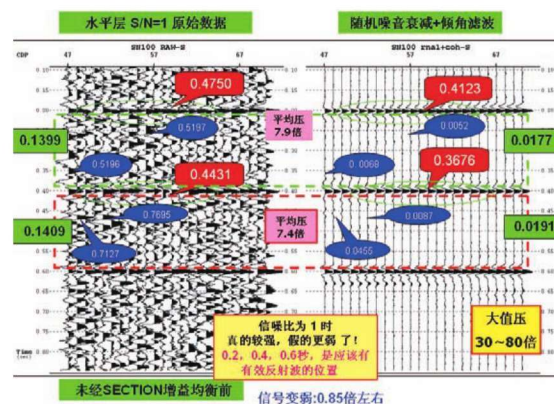 水平层 S/N=1 原始数据
随机噪音衰减+倾角滤波
SN100 RAW-S
SN100 rna1+coh-S
CDP
47
57
67
47
57
67
0.4750
0.4123
0.5197
平均压
7.9倍
0.0052
0.1399
0.0177
0.5196
0.0068
0.4431
0.3676
0.7695
平均压
7.4倍
0.0087
0.1409
0.0191
0.7127
0.0455
信噪比为 1 时
真的较强，假的更弱 了！
0.2，0.4，0.6秒，是应该有
有效反射波的位置
大值压
30~80倍
Time
未经SECTION增益均衡前
信号变弱:0.85倍左右